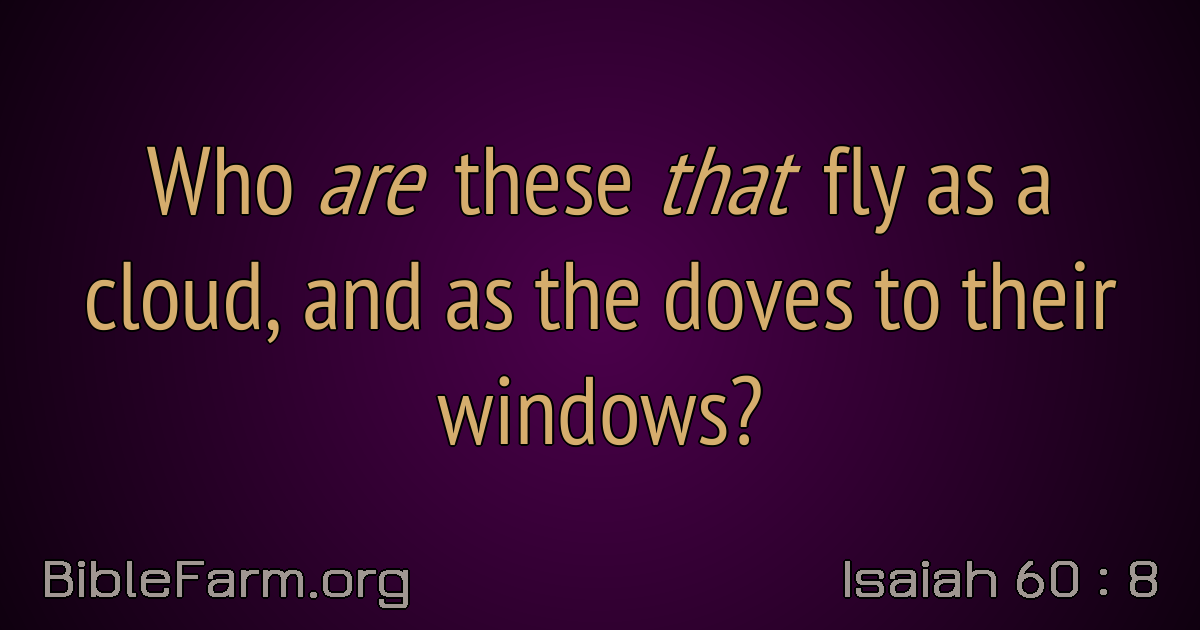 Who are these that fly as a
cloud, and as the doves to their
windows?
BibleFarm.org
Isaiah 60 : 8